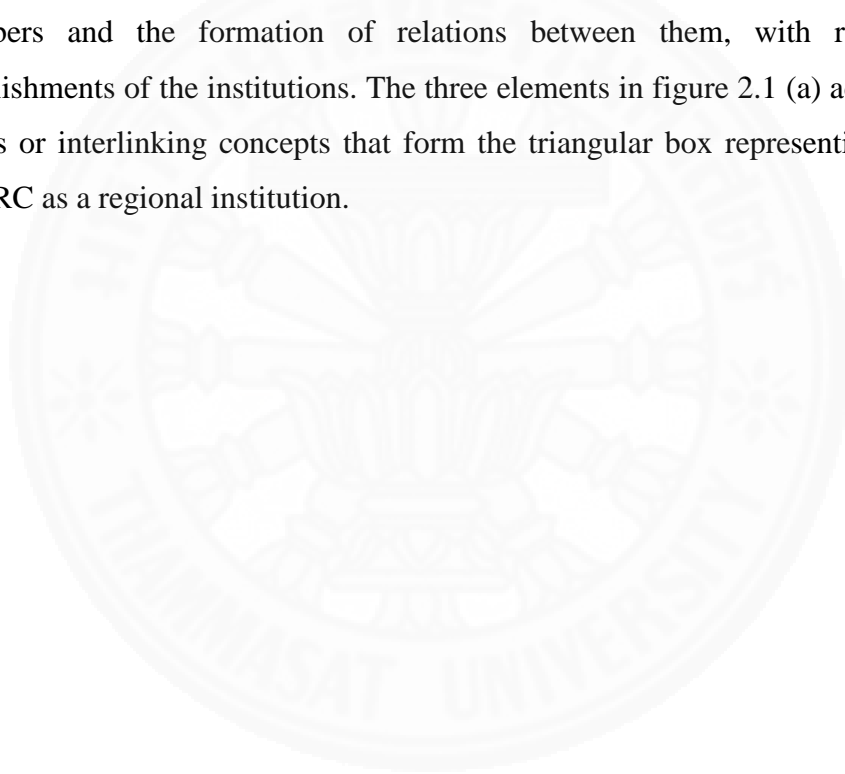 bers and the formation of relations between them, with r
lishments of the institutions. The three elements in figure 2.1 (a) a
s or interlinking concepts that form the triangular box representi
RC as a regional institution.
THAMMASAT UNIVERSITY